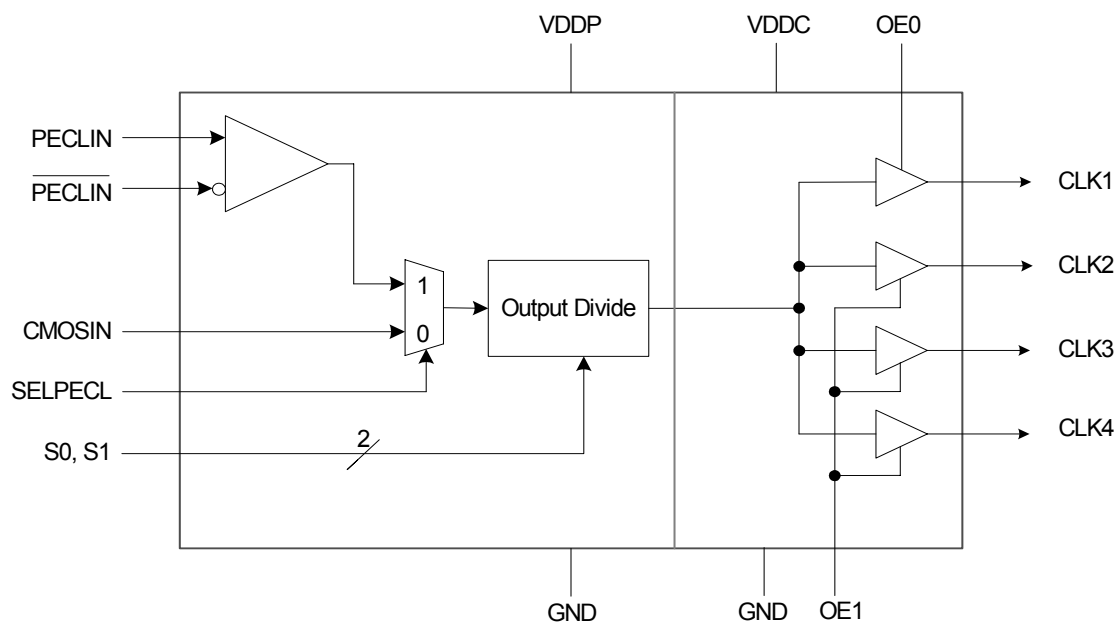 VDDP
VDDC
OE0
PECLIN
PECLIN
CLK1
CLK2
1
Output Divide
0
CMOSIN
CLK3
SELPECL
CLK4
2
S0, S1
GND
GND
OE1